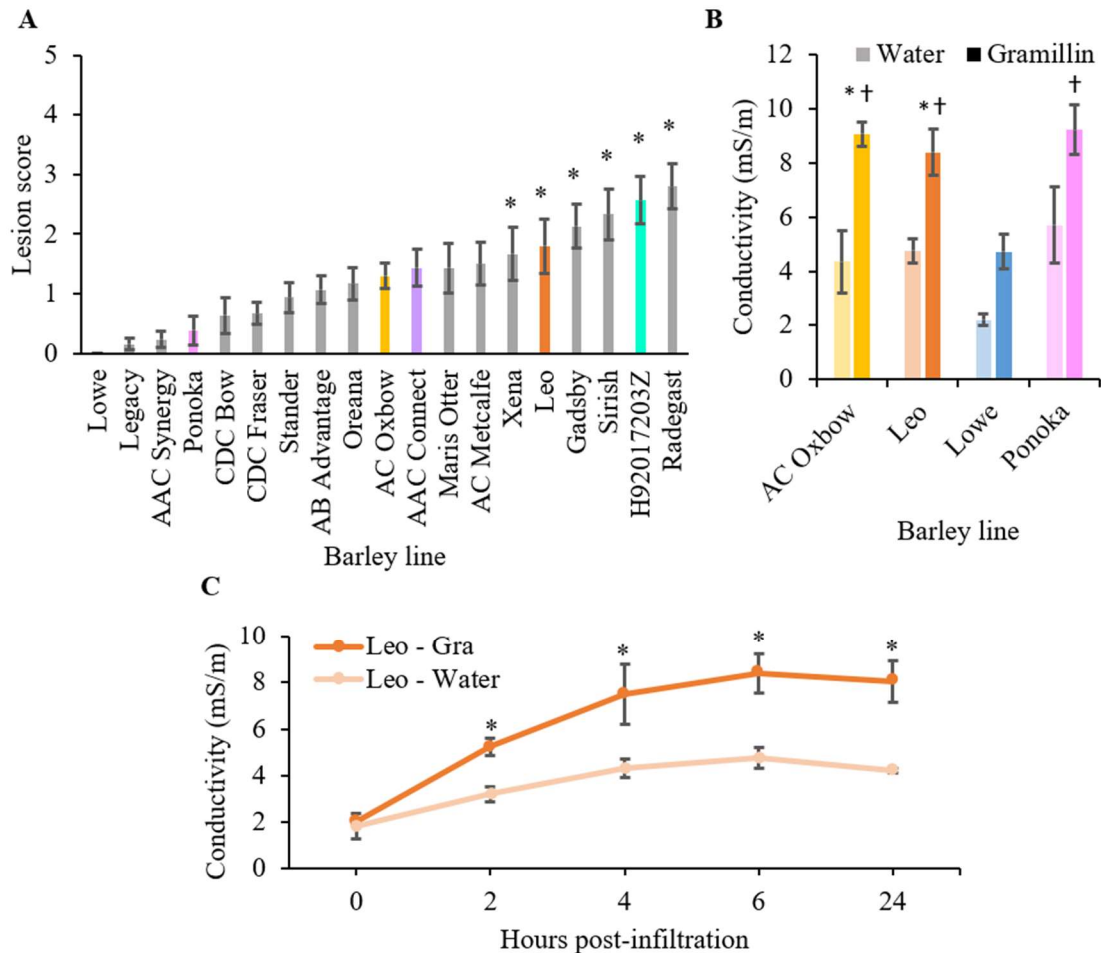 A
Lesion score
5
4
3
2
1
0
* * * * * *
Lowe
Legacy
AAC Synergy
Ponoka
CDC Bow
CDC Fraser
Stander
AB Advantage
Oreana
AC Oxbow
AAC Connect
Maris Otter
AC Metcalfe
Xena
Leo
Gadsby
Sirish
H92017203Z
Radegast
Barley line
B
Water Gramillin
Conductivity (mS/m)
12
10
8
6
4
2
0
*† *† †
AC Oxbow
Leo
Lowe
Ponoka
Barley line
C
Leo - Gra
Leo - Water
Conductivity (mS/m)
10
8
6
4
2
0
* * * *
0 2 4 6 24
Hours post-infiltration